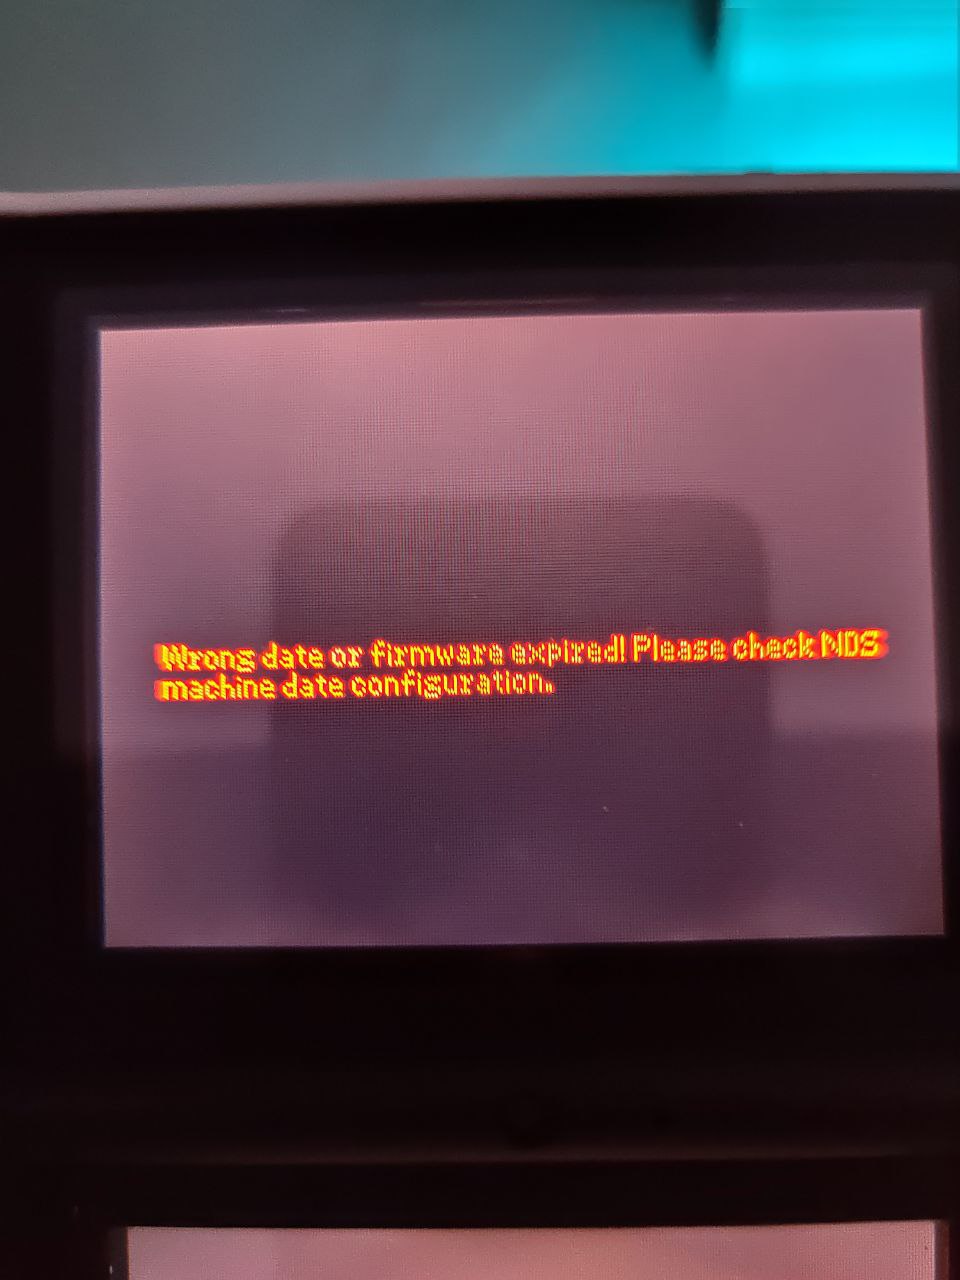 Wrong date or firmware expired! Please check NDS
machine date configuration.